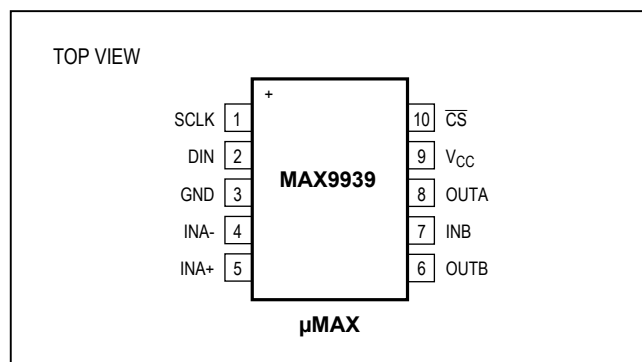 TOP VIEW
+
SCLK 1
DIN 2
GND 3
INA- 4
INA+ 5
MAX9939
10 C̅S̅
9 VCC
8 OUTA
7 INB
6 OUTB
µMAX